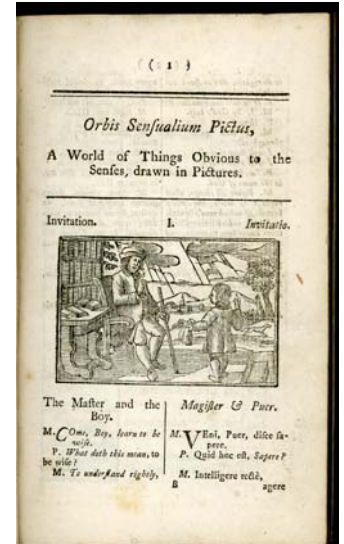 ( 1 )
Orbis Senſualium Pictus,
A World of Things Obvious to the
Senſes, drawn in Pictures.
Invitation. I. Invitatio.
The Maſter and the
Boy.
M. COme, Boy, learn to be
wiſe.
P. What doth this mean, to
be wiſe?
M. To underſtand rightly,
Magiſter & Puer.
M. VEni, Puer, diſce ſa-
pere.
P. Quid hoc eſt, Sapere?
M. Intelligere rectè,
B agere